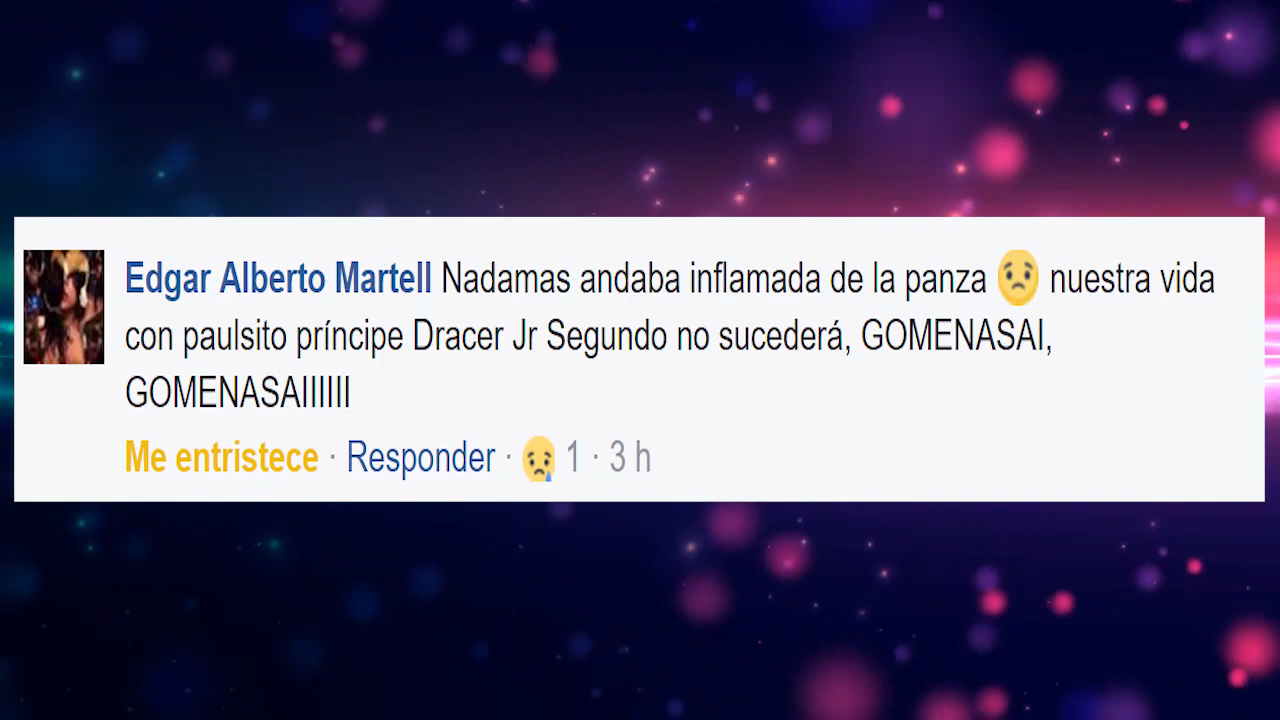 Edgar Alberto Martell Nadamas andaba inflamada de la panza 😟 nuestra vida
con paulsito príncipe Dracer Jr Segundo no sucederá, GOMENASAI,
GOMENASAIIIIII
Me entristece · Responder · 😢 1 · 3 h